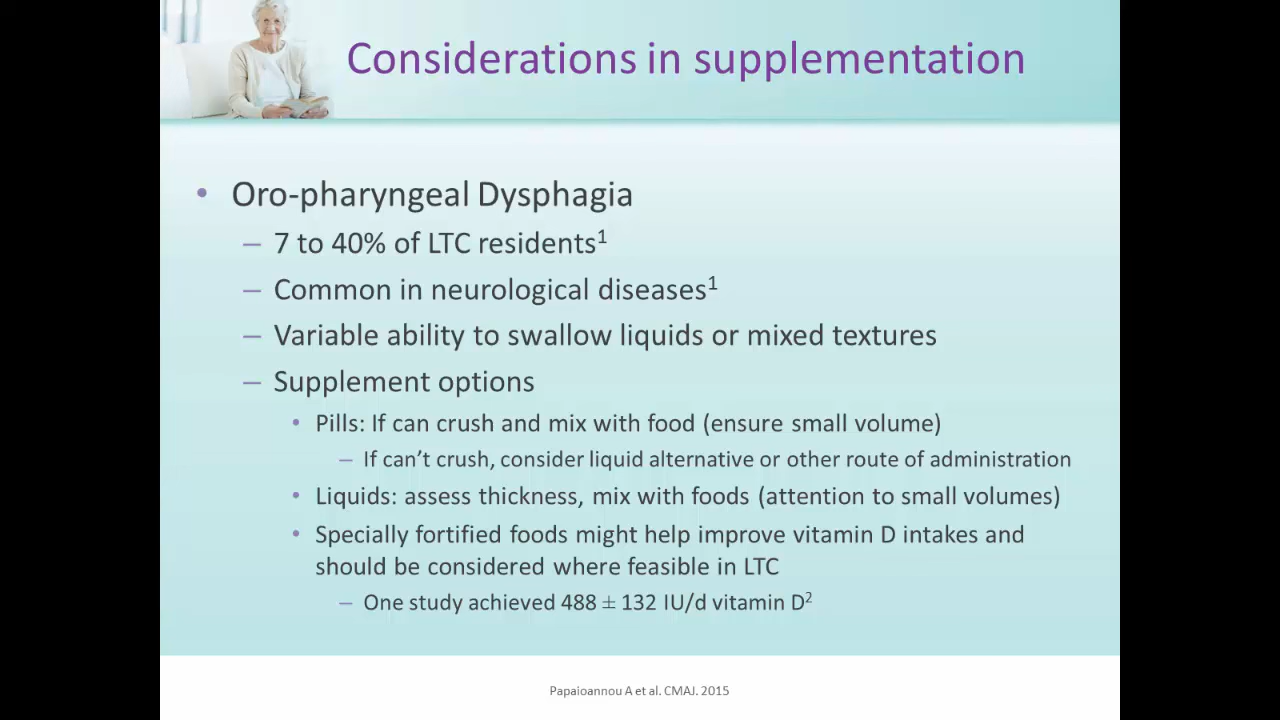 Considerations in supplementation
• Oro-pharyngeal Dysphagia
– 7 to 40% of LTC residents¹
– Common in neurological diseases¹
– Variable ability to swallow liquids or mixed textures
– Supplement options
• Pills: If can crush and mix with food (ensure small volume)
– If can’t crush, consider liquid alternative or other route of administration
• Liquids: assess thickness, mix with foods (attention to small volumes)
• Specially fortified foods might help improve vitamin D intakes and
should be considered where feasible in LTC
– One study achieved 488 ± 132 IU/d vitamin D²
Papaioannou A et al. CMAJ. 2015